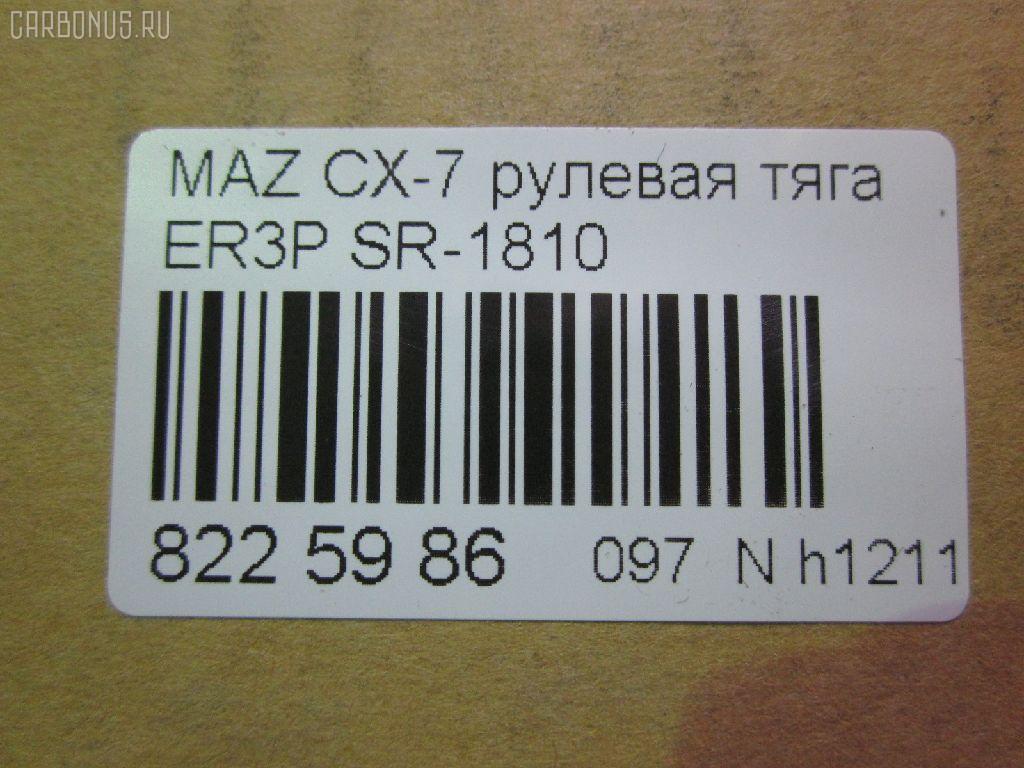 CARBONUS.RU
MAZ CX-7 рулевая тяга
ER3P SR-1810
822 59 86 097 N h1211